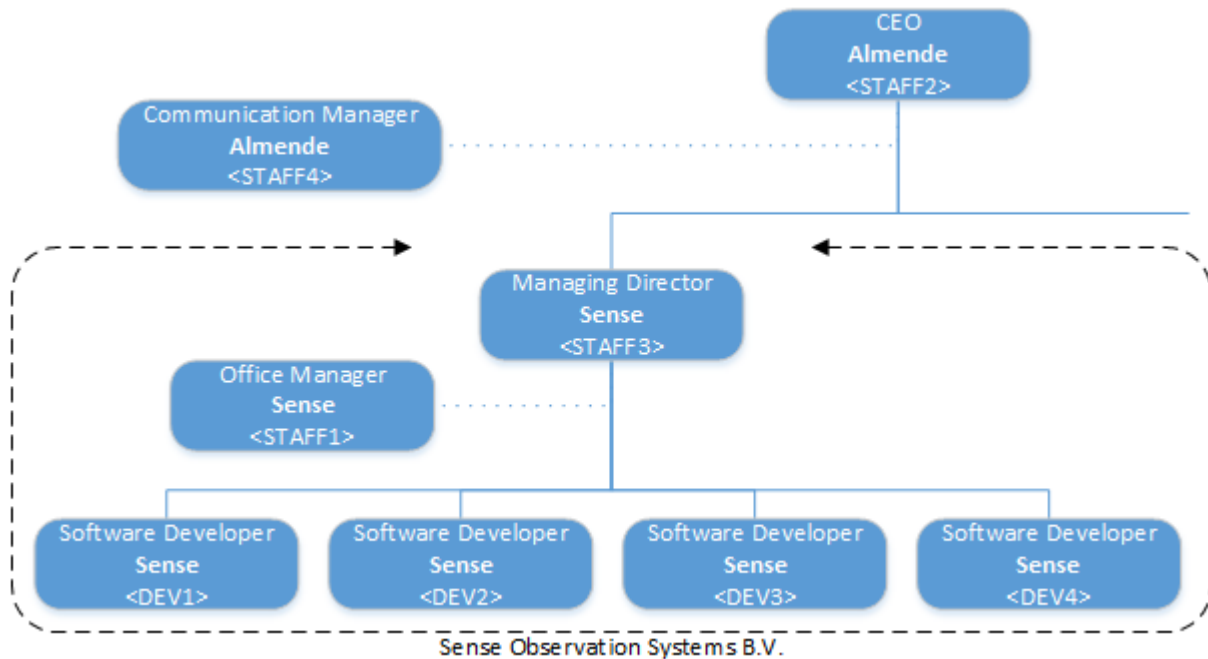 CEO
Almende
<STAFF2>
Communication Manager
Almende
<STAFF4>
Managing Director
Sense
<STAFF3>
Office Manager
Sense
<STAFF1>
Software Developer
Sense
<DEV1>
Software Developer
Sense
<DEV2>
Software Developer
Sense
<DEV3>
Software Developer
Sense
<DEV4>
Sense Observation Systems B.V.